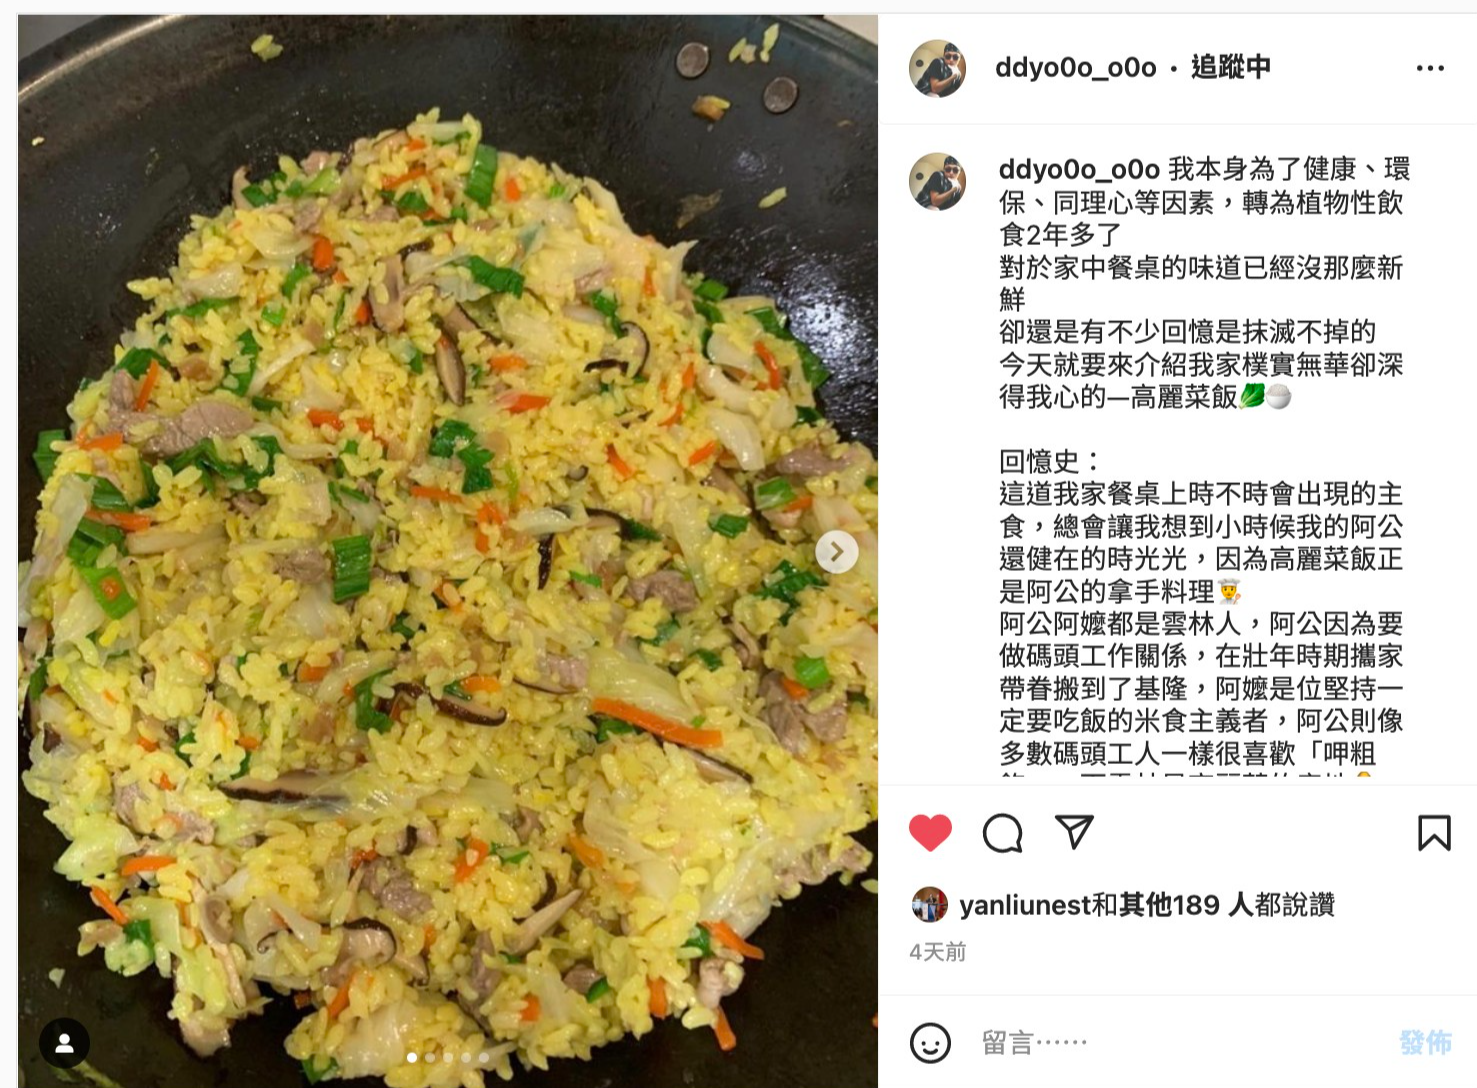 ddyo0o_o0o • 追蹤中
ddyo0o_o0o 我本身為了健康、環
保、同理心等因素，轉為植物性飲
食2年多了
對於家中餐桌的味道已經沒那麼新
鮮
卻還是有不少回憶是抹滅不掉的
今天就要來介紹我家樸實無華卻深
得我心的—高麗菜飯🥬🍚
回憶史：
這道我家餐桌上時不時會出現的主
食，總會讓我想到小時候我的阿公
還健在的時光光，因為高麗菜飯正
是阿公的拿手料理👨‍🍳
阿公阿嬤都是雲林人，阿公因為要
做碼頭工作關係，在壯年時期攜家
帶眷搬到了基隆，阿嬤是位堅持一
定要吃飯的米食主義者，阿公則像
多數碼頭工人一樣很喜歡「呷粗
yanliunest和其他189 人都說讚
4天前
留言……
發佈